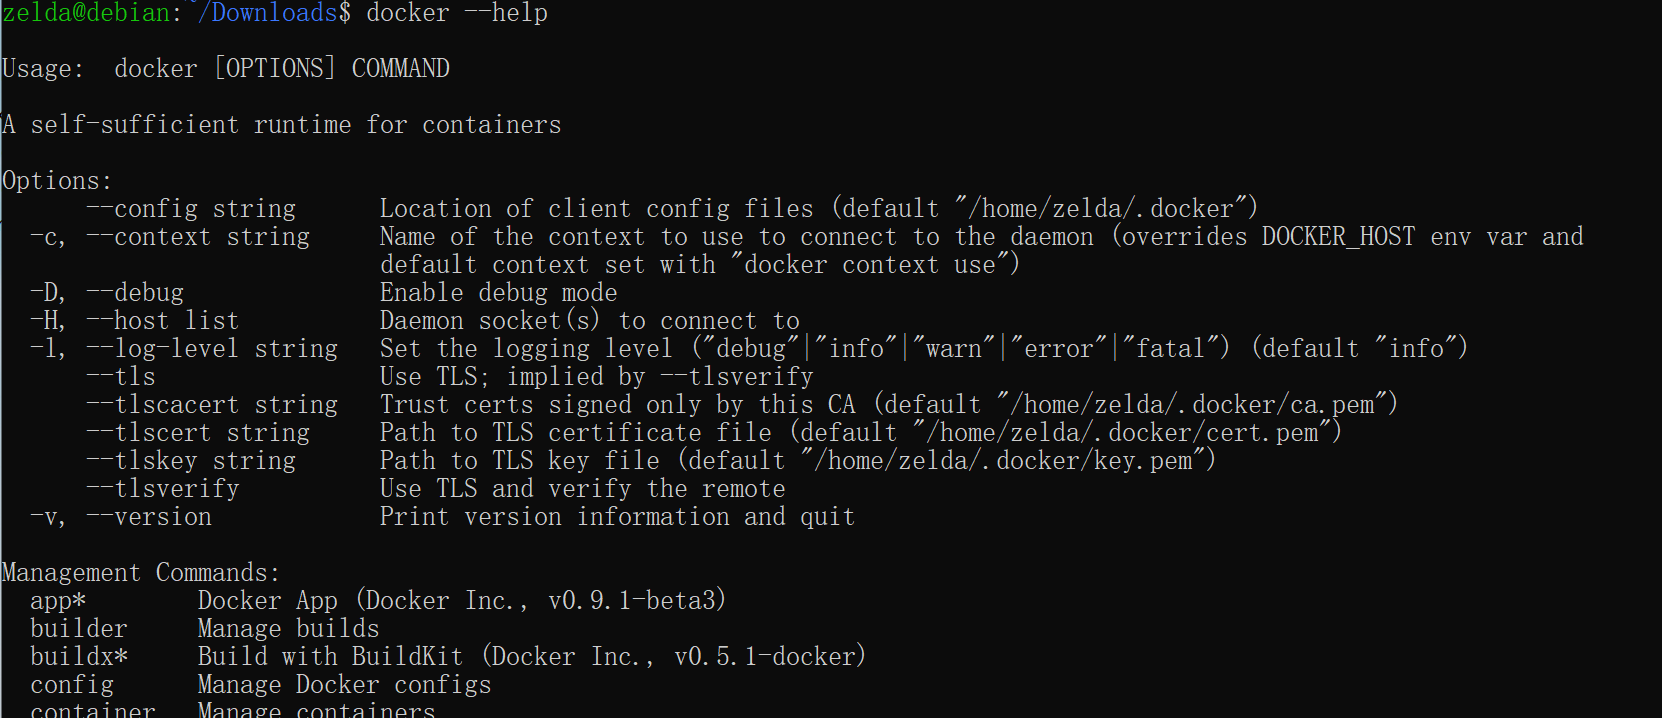 zelda@debian:~/Downloads$ docker --help
Usage:  docker [OPTIONS] COMMAND
A self-sufficient runtime for containers
Options:
      --config string      Location of client config files (default "/home/zelda/.docker")
  -c, --context string     Name of the context to use to connect to the daemon (overrides DOCKER_HOST env var and
                           default context set with "docker context use")
  -D, --debug              Enable debug mode
  -H, --host list          Daemon socket(s) to connect to
  -l, --log-level string   Set the logging level ("debug"|"info"|"warn"|"error"|"fatal") (default "info")
      --tls                Use TLS; implied by --tlsverify
      --tlscacert string   Trust certs signed only by this CA (default "/home/zelda/.docker/ca.pem")
      --tlscert string     Path to TLS certificate file (default "/home/zelda/.docker/cert.pem")
      --tlskey string      Path to TLS key file (default "/home/zelda/.docker/key.pem")
      --tlsverify          Use TLS and verify the remote
  -v, --version            Print version information and quit
Management Commands:
  app*        Docker App (Docker Inc., v0.9.1-beta3)
  builder     Manage builds
  buildx*     Build with BuildKit (Docker Inc., v0.5.1-docker)
  config      Manage Docker configs
  container   Manage containers